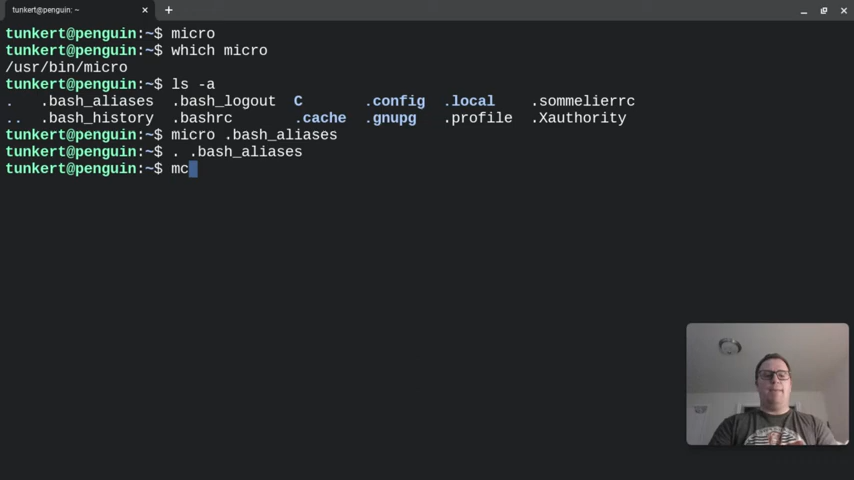 tunkert@penguin: ~
tunkert@penguin:~$ micro
tunkert@penguin:~$ which micro
/usr/bin/micro
tunkert@penguin:~$ ls -a
. .bash_aliases .bash_logout C .config .local .sommelierrc
.. .bash_history .bashrc .cache .gnupg .profile .Xauthority
tunkert@penguin:~$ micro .bash_aliases
tunkert@penguin:~$ . .bash_aliases
tunkert@penguin:~$ mc